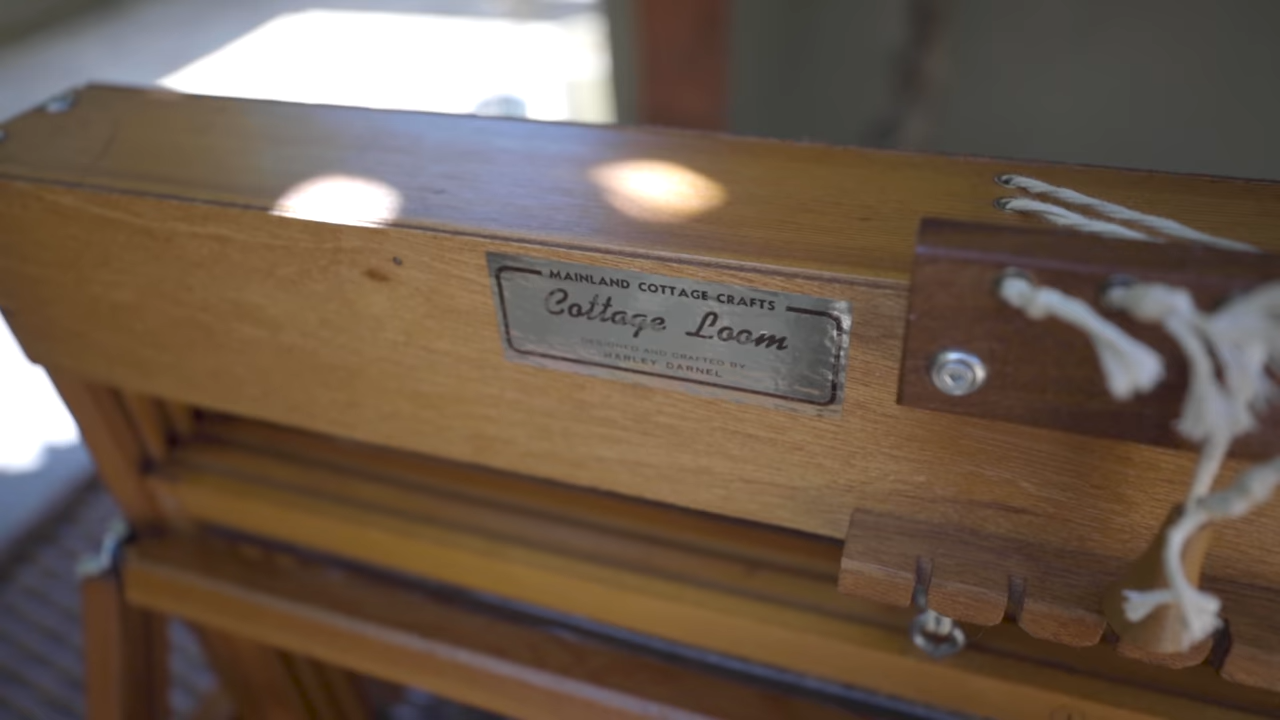 MAINLAND COTTAGE CRAFTS
Cottage Loom
DESIGNED AND CRAFTED BY
HARLEY DARNEL